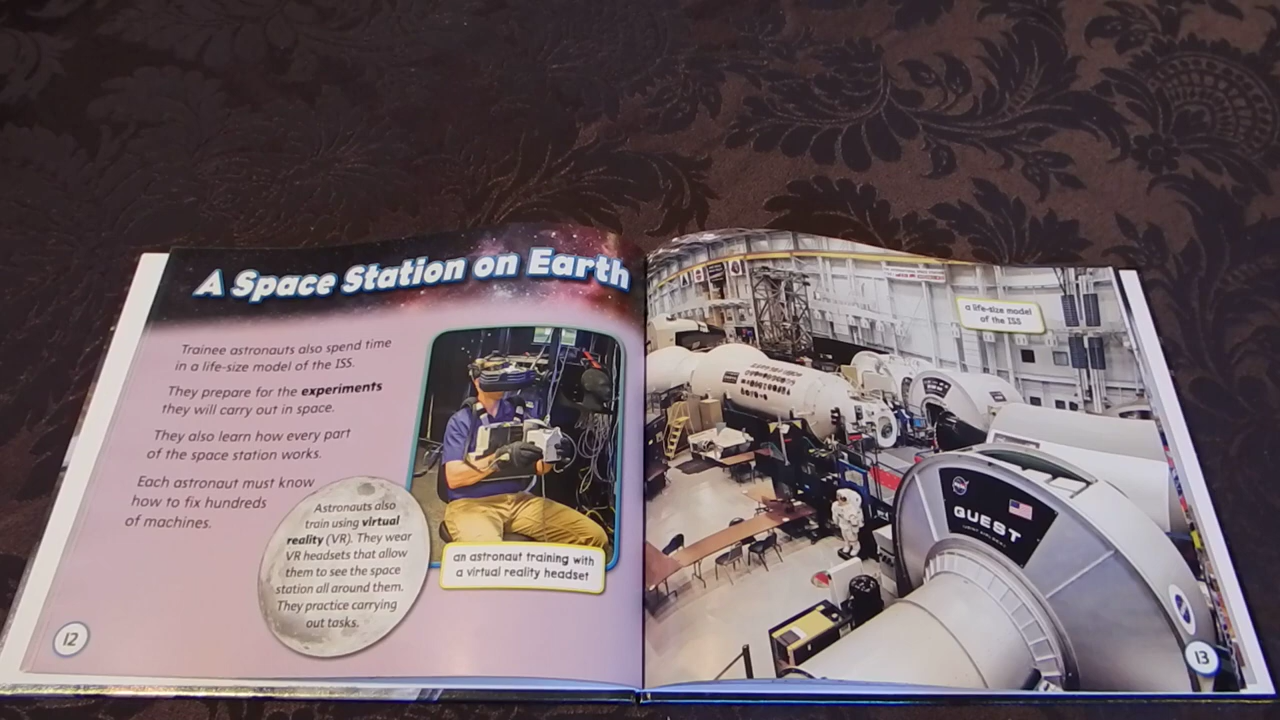 A Space Station on Earth
Trainee astronauts also spend time
in a life-size model of the ISS.
They prepare for the experiments
they will carry out in space.
They also learn how every part
of the space station works.
Each astronaut must know
how to fix hundreds
of machines.
Astronauts also
train using virtual
reality (VR). They wear
VR headsets that allow
them to see the space
station all around them.
They practice carrying
out tasks.
an astronaut training with
a virtual reality headset
12
a life-size model
of the ISS
QUEST
13